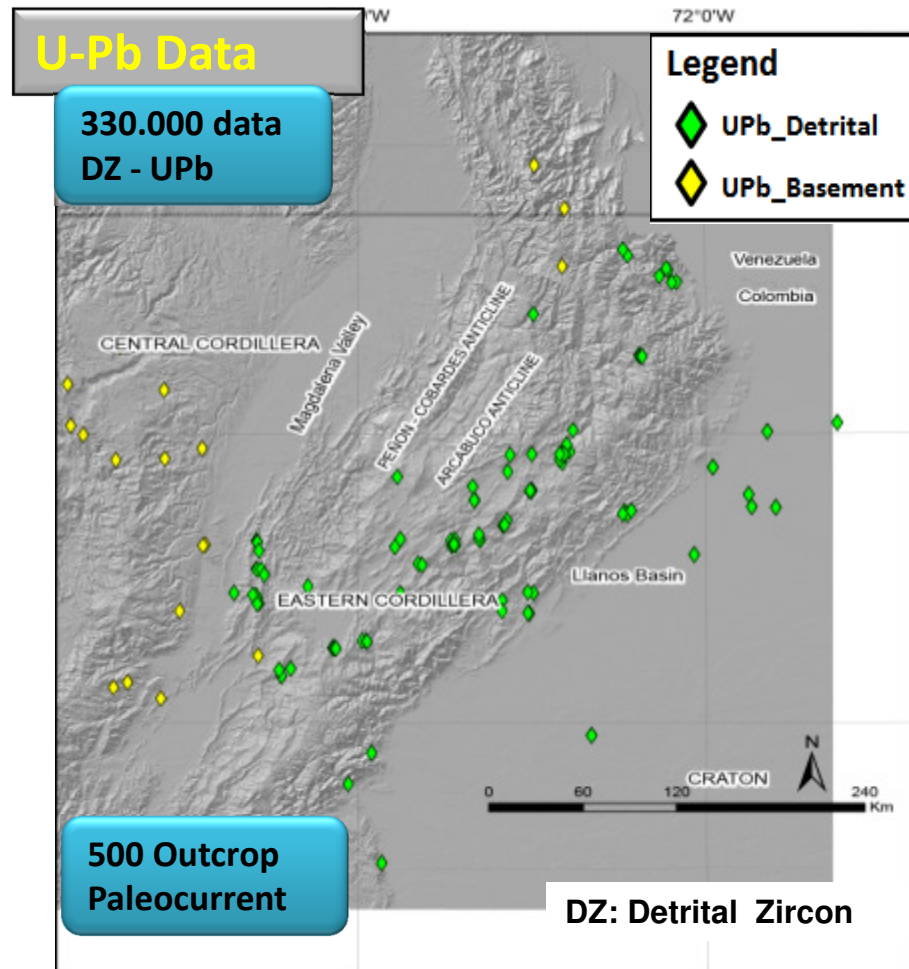 U-Pb Data
330.000 data
DZ - UPb
°W
72°0'W
Legend
UPb_Detrital
UPb_Basement
Venezuela
Colombia
CENTRAL CORDILLERA
Magdalena Valley
PEÑON -COBARDES ANTICLINE
ARCABUCO ANTICLINE
Llanos Basin
EASTERN CORDILLERA
N
CRATON
0 60 120 240
Km
500 Outcrop
Paleocurrent
DZ: Detrital Zircon